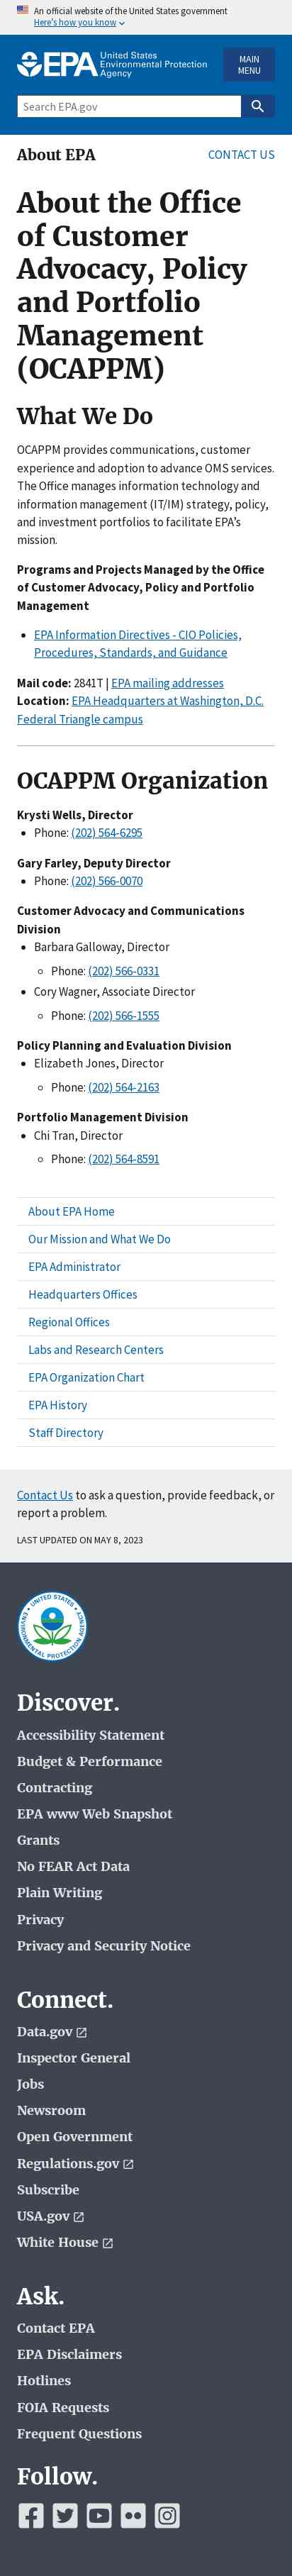 An official website of the United States government
Here's how you know
EPA United States
Environmental Protection
Agency
MAIN
MENU
Search EPA.gov
About EPA
CONTACT US
About the Office
of Customer
Advocacy, Policy
and Portfolio
Management
(OCAPPM)
What We Do
OCAPPM provides communications, customer
experience and adoption to advance OMS services.
The Office manages information technology and
information management (IT/IM) strategy, policy,
and investment portfolios to facilitate EPA's
mission.
Programs and Projects Managed by the Office
of Customer Advocacy, Policy and Portfolio
Management
EPA Information Directives - CIO Policies,
Procedures, Standards, and Guidance
Mail code: 2841T | EPA mailing addresses
Location: EPA Headquarters at Washington, D.C.
Federal Triangle campus
OCAPPM Organization
Krysti Wells, Director
Phone: (202) 564-6295
Gary Farley, Deputy Director
Phone: (202) 566-0070
Customer Advocacy and Communications
Division
Barbara Galloway, Director
Phone: (202) 566-0331
Cory Wagner, Associate Director
Phone: (202) 566-1555
Policy Planning and Evaluation Division
Elizabeth Jones, Director
Phone: (202) 564-2163
Portfolio Management Division
Chi Tran, Director
Phone: (202) 564-8591
About EPA Home
Our Mission and What We Do
EPA Administrator
Headquarters Offices
Regional Offices
Labs and Research Centers
EPA Organization Chart
EPA History
Staff Directory
Contact Us to ask a question, provide feedback, or
report a problem.
LAST UPDATED ON MAY 8, 2023
UNITED STATES
ENVIRONMENTAL PROTECTION AGENCY
Discover.
Accessibility Statement
Budget & Performance
Contracting
EPA www Web Snapshot
Grants
No FEAR Act Data
Plain Writing
Privacy
Privacy and Security Notice
Connect.
Data.gov
Inspector General
Jobs
Newsroom
Open Government
Regulations.gov
Subscribe
USA.gov
White House
Ask.
Contact EPA
EPA Disclaimers
Hotlines
FOIA Requests
Frequent Questions
Follow.